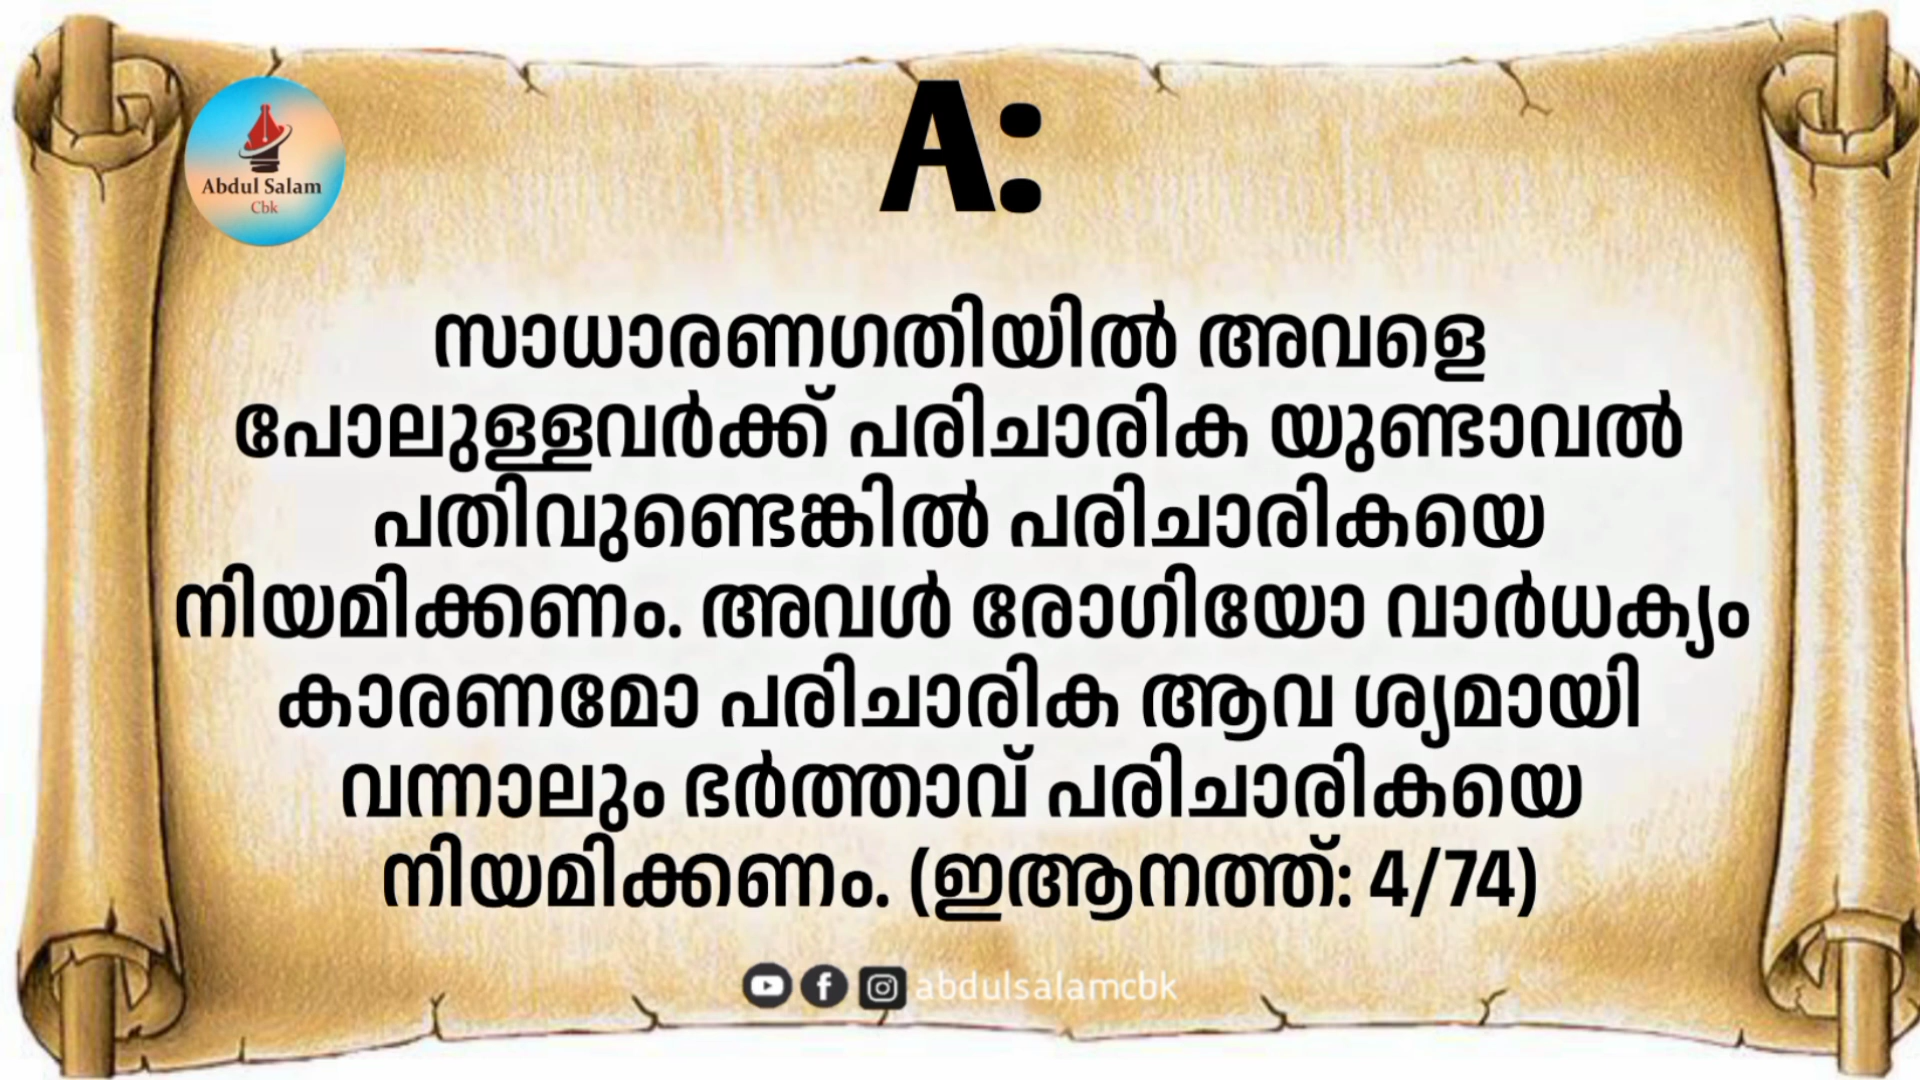 Abdul Salam
Cbk
A:
സാധാരണഗതിയിൽ അവളെ
പോലുള്ളവർക്ക് പരിചാരിക യുണ്ടാവൽ
പതിവുണ്ടെങ്കിൽ പരിചാരികയെ
നിയമിക്കണം. അവൾ രോഗിയോ വാർധക്യം
കാരണമോ പരിചാരിക ആവ ശ്യമായി
വന്നാലും ഭർത്താവ് പരിചാരികയെ
നിയമിക്കണം. (ഇആനത്ത്: 4/74)
abdulsalamcbk